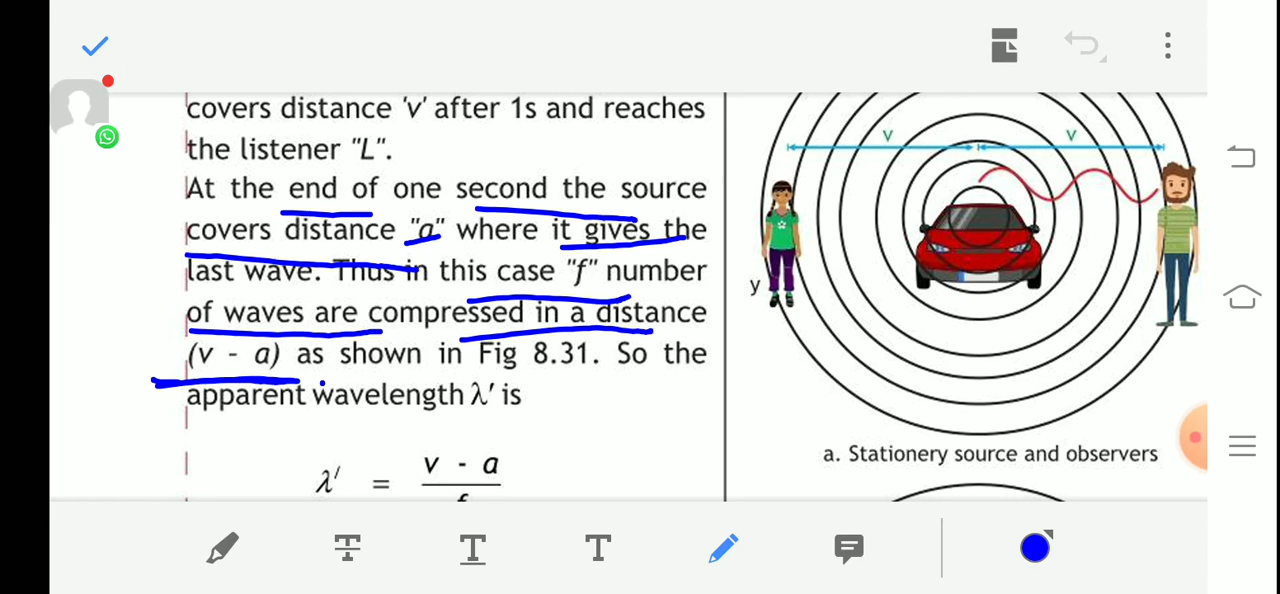 covers distance 'v' after 1s and reaches
the listener "L".
At the end of one second the source
covers distance "a" where it gives the
last wave. Thus in this case "f" number
of waves are compressed in a distance
(v - a) as shown in Fig 8.31. So the
apparent wavelength λ′ is
λ′ = v - a
v
v
y
a. Stationery source and observers
T
T
T